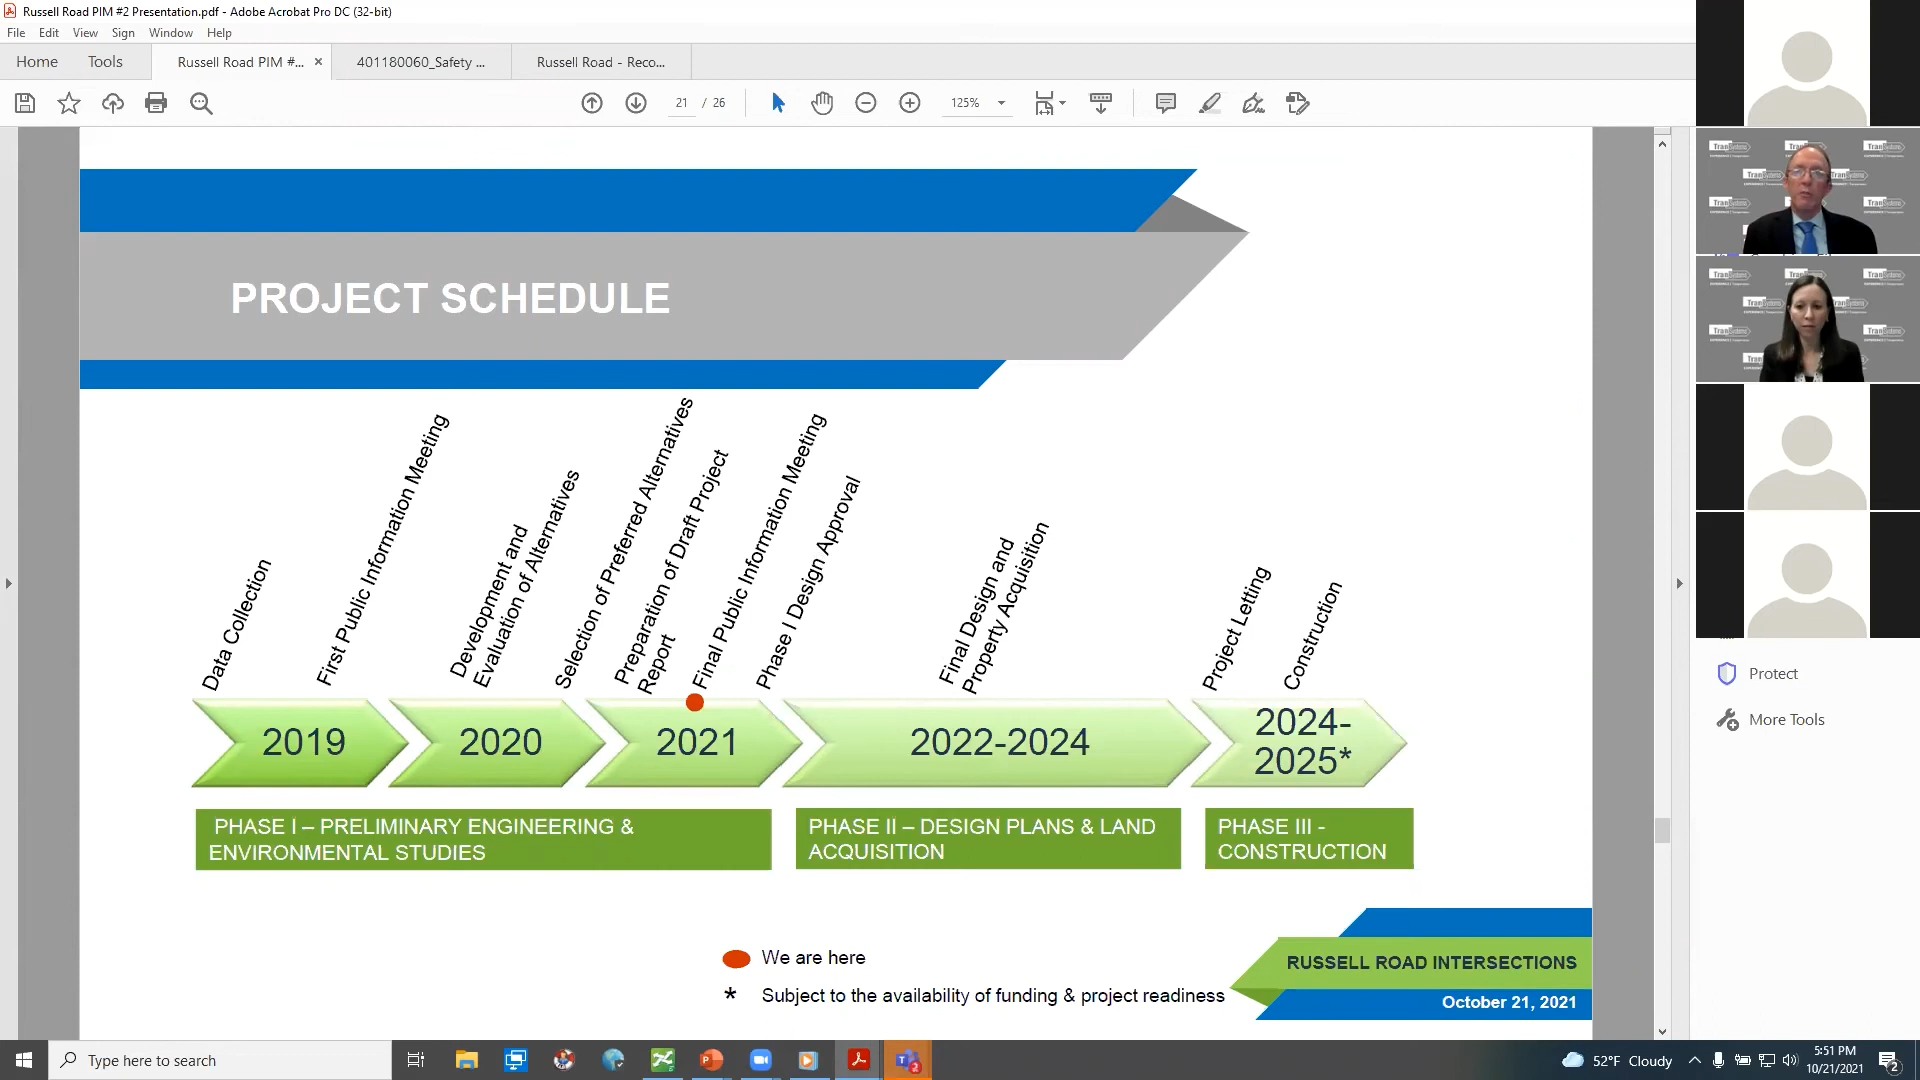 Russell Road PIM #2 Presentation.pdf - Adobe Acrobat Pro DC (32-bit)
File Edit View Sign Window Help
Home Tools Russell Road PIM #... × 401180060_Safety ... Russell Road - Reco...
21 / 26 125%
PROJECT SCHEDULE
Data Collection
First Public Information Meeting
Development and
Evaluation of Alternatives
Selection of Preferred Alternatives
Preparation of Draft Project
Report
Final Public Information Meeting
Phase I Design Approval
Final Design and
Property Acquisition
Project Letting
Construction
2019
2020
2021
2022-2024
2024-
2025*
PHASE I – PRELIMINARY ENGINEERING &
ENVIRONMENTAL STUDIES
PHASE II – DESIGN PLANS & LAND
ACQUISITION
PHASE III -
CONSTRUCTION
We are here
* Subject to the availability of funding & project readiness
RUSSELL ROAD INTERSECTIONS
October 21, 2021
Protect
More Tools
Type here to search
52°F Cloudy
5:51 PM
10/21/2021
2